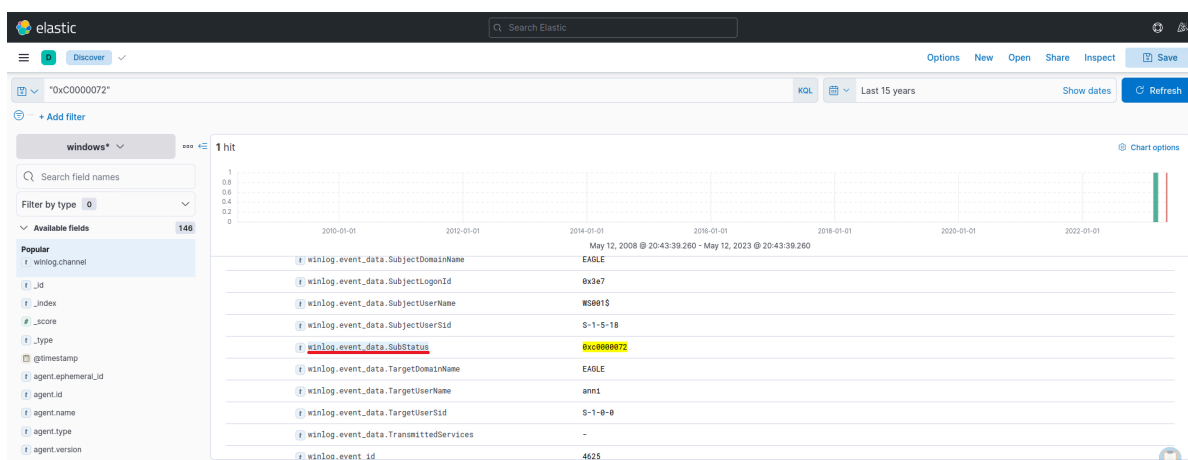 elastic
Search Elastic
D Discover
Options New Open Share Inspect Save
"0xC0000072" KQL Last 15 years Show dates Refresh
+ Add filter
windows*
1 hit
Chart options
Search field names
Filter by type 0
Available fields 146
Popular
t winlog.channel
t _id
t _index
# _score
t _type
@timestamp
t agent.ephemeral_id
t agent.id
t agent.name
t agent.type
t agent.version
1
0.8
0.6
0.4
0.2
0
2010-01-01 2012-01-01 2014-01-01 2016-01-01 2018-01-01 2020-01-01 2022-01-01
May 12, 2008 @ 20:43:39.260 - May 12, 2023 @ 20:43:39.260
t winlog.event_data.SubjectDomainName EAGLE
t winlog.event_data.SubjectLogonId 0x3e7
t winlog.event_data.SubjectUserName WS001$
t winlog.event_data.SubjectUserSid S-1-5-18
t winlog.event_data.SubStatus 0xc0000072
t winlog.event_data.TargetDomainName EAGLE
t winlog.event_data.TargetUserName anni
t winlog.event_data.TargetUserSid S-1-0-0
t winlog.event_data.TransmittedServices -
t winlog.event_id 4625